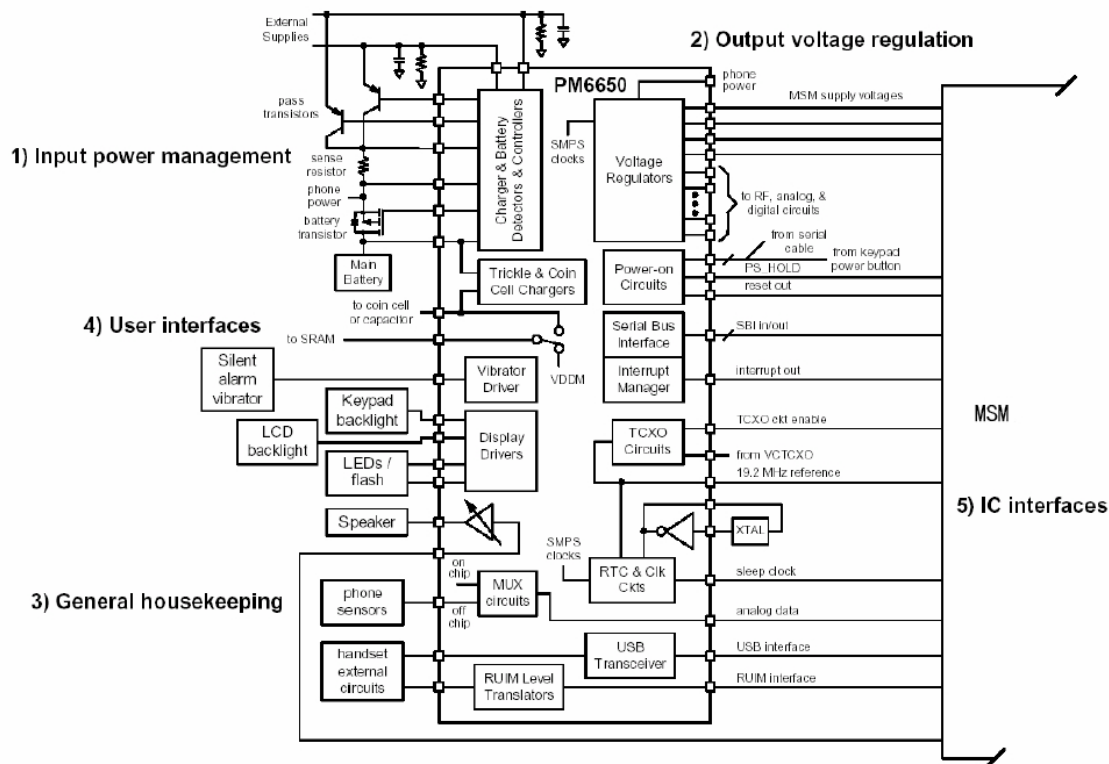 External
Supplies
2) Output voltage regulation
PM6650
phone
power
MSM supply voltages
pass
transistors
1) Input power management
Charger & Battery
Detectors & Controllers
SMPS
clocks
Voltage
Regulators
sense
resistor
phone
power
battery
transistor
to RF, analog, &
digital circuits
from serial
cable
from keypad
power button
Main
Battery
Trickle & Coin
Cell Chargers
Power-on
Circuits
PS_HOLD
reset out
to coin cell
or capacitor
4) User interfaces
to SRAM
Serial Bus
Interface
SBI in/out
VDDM
Silent
alarm
vibrator
Vibrator
Driver
Interrupt
Manager
interrupt out
MSM
Keypad
backlight
LCD
backlight
Display
Drivers
TCXO
Circuits
TCXO ckt enable
from VCTCXO
19.2 MHz reference
LEDs /
flash
5) IC interfaces
Speaker
XTAL
SMPS
clocks
RTC & Clk
Ckts
sleep clock
on
chip
MUX
circuits
3) General housekeeping
phone
sensors
off
chip
analog data
handset
external
circuits
USB
Transceiver
USB interface
RUIM Level
Translators
RUIM interface